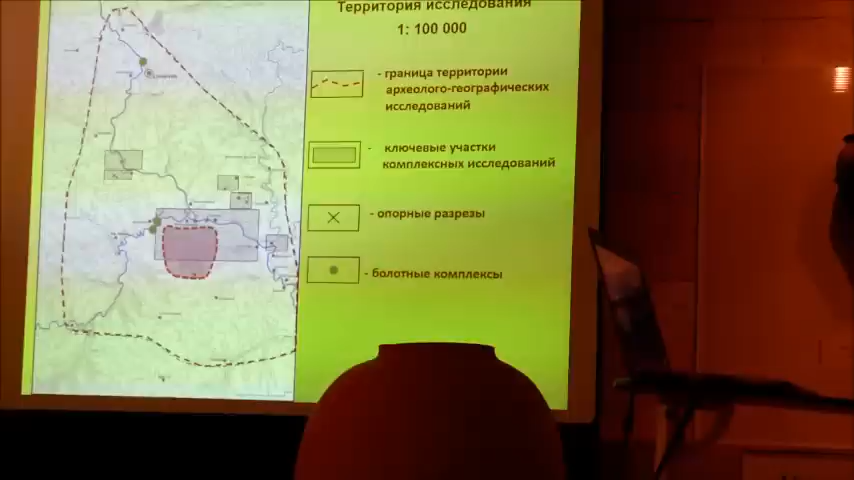 Территория исследования
1: 100 000
- граница территории
археолого-географических
исследований
- ключевые участки
комплексных исследований
- опорные разрезы
- болотные комплексы